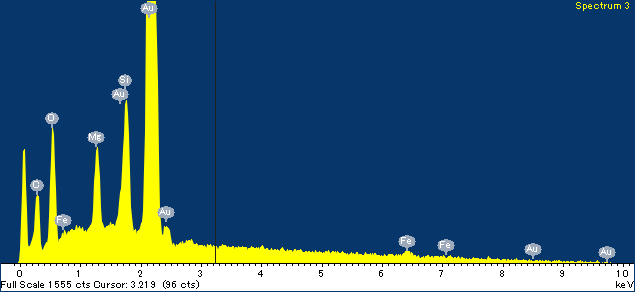 Spectrum 3
Au
Si
Au
O
Mg
C
Au
Fe
Fe
Fe
Au
Au
0 1 2 3 4 5 6 7 8 9 10
Full Scale 1555 cts Cursor: 3.219 (96 cts) keV